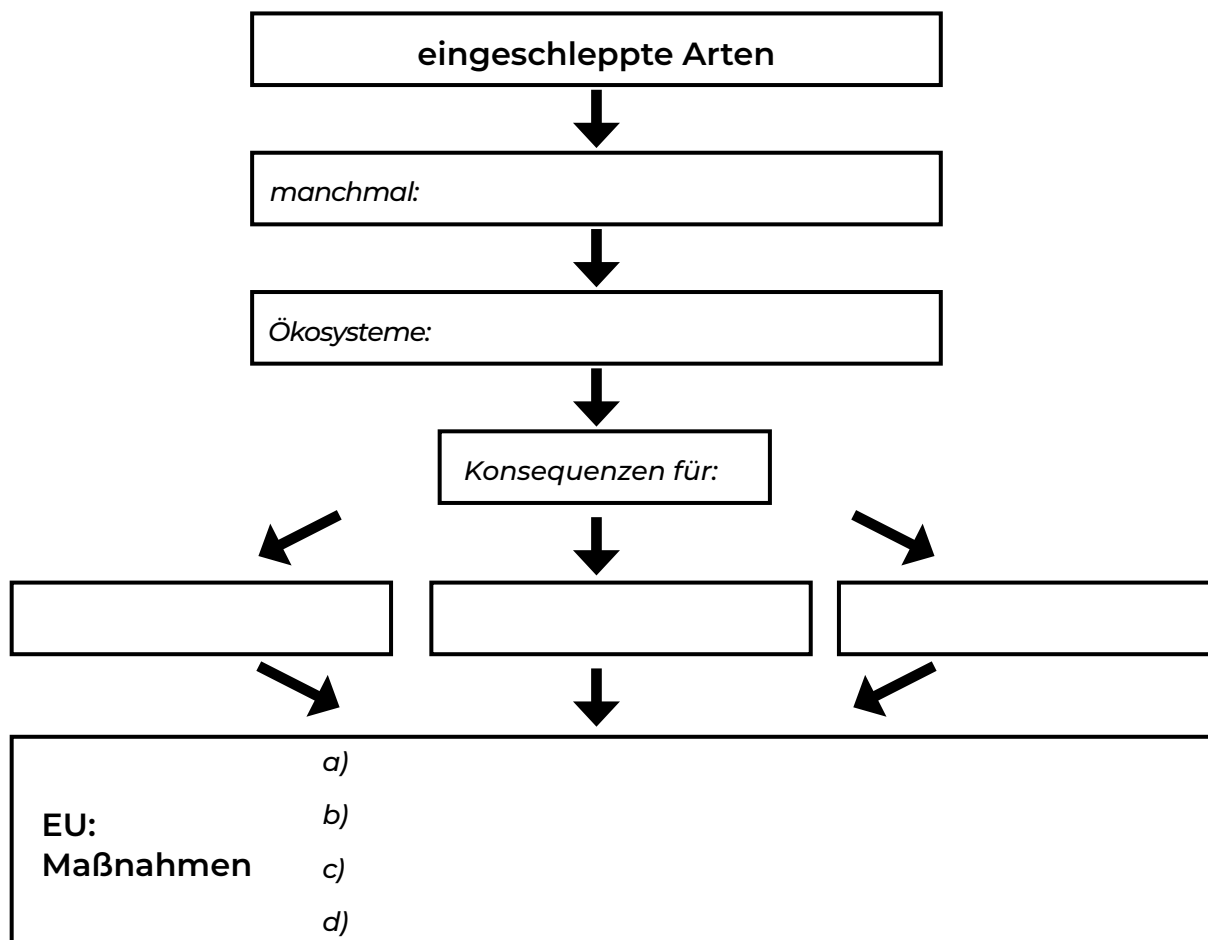 eingeschleppte Arten
manchmal:
Ökosysteme:
Konsequenzen für:
EU:
Maßnahmen
a)
b)
c)
d)